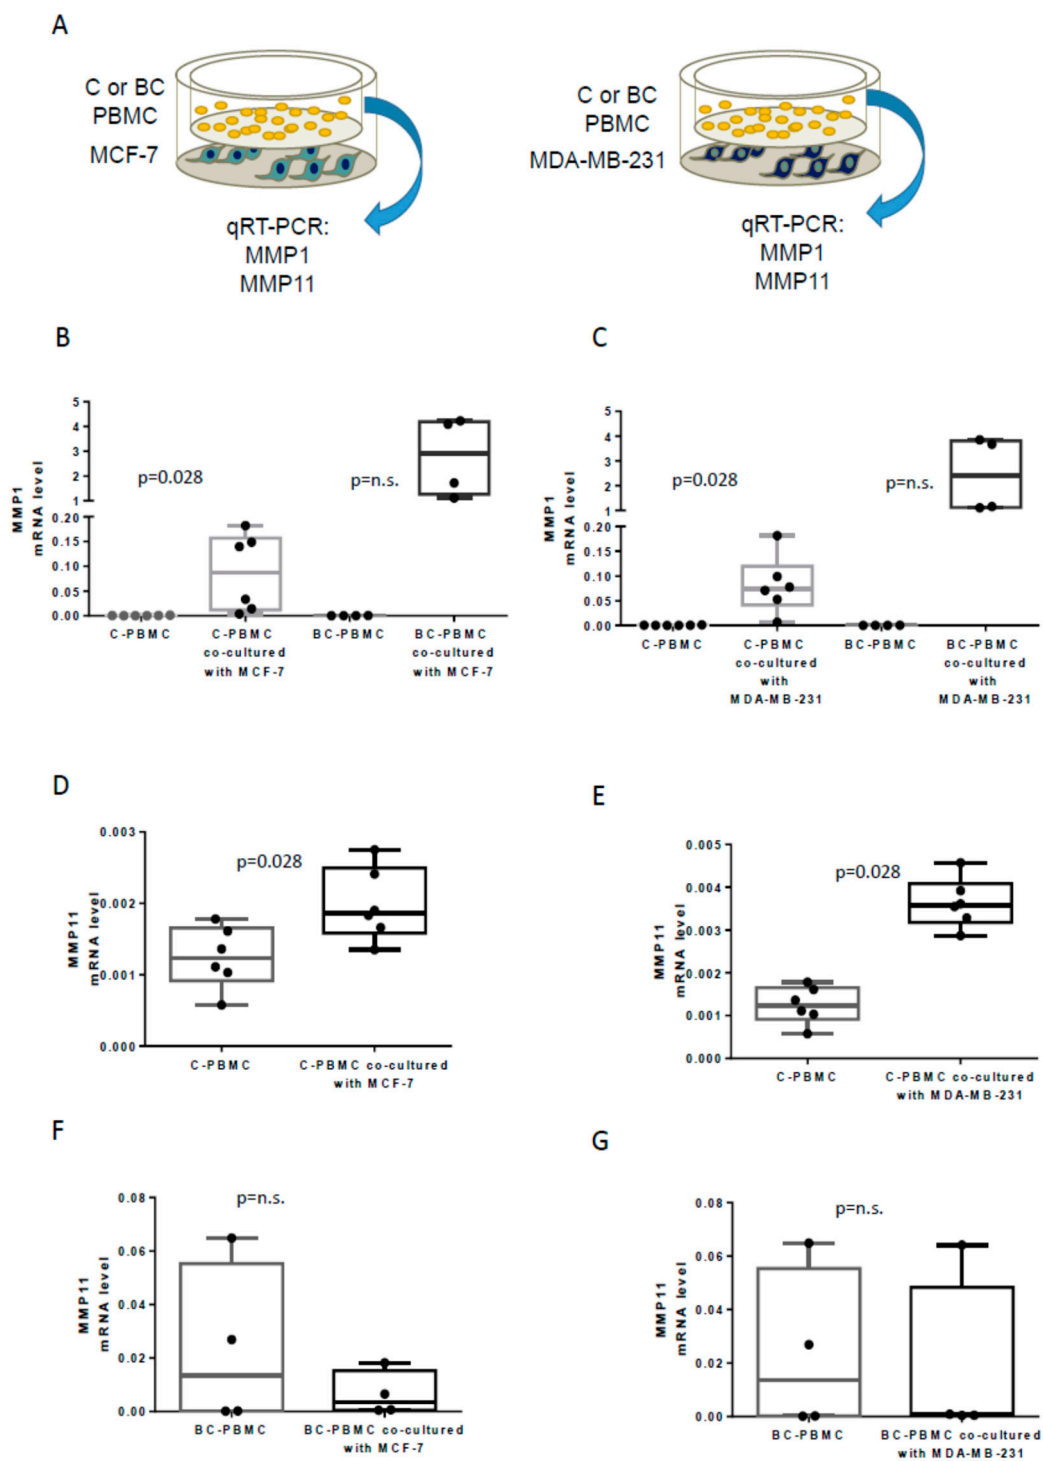 A
C or BC
PBMC
MCF-7
qRT-PCR:
MMP1
MMP11
C or BC
PBMC
MDA-MB-231
qRT-PCR:
MMP1
MMP11
B
MMP1
mRNA level
5
4
3
2
1
0.20
0.15
0.10
0.05
0.00
p=0.028
p=n.s.
C-PBMC
C-PBMC
co-cultured
with MCF-7
BC-PBMC
BC-PBMC
co-cultured
with MCF-7
C
MMP1
mRNA level
5
4
3
2
1
0.20
0.15
0.10
0.05
0.00
p=0.028
p=n.s.
C-PBMC
C-PBMC
co-cultured
with
MDA-MB-231
BC-PBMC
BC-PBMC
co-cultured
with
MDA-MB-231
D
MMP11
mRNA level
0.003
0.002
0.001
0.000
p=0.028
C-PBMC
C-PBMC co-cultured
with MCF-7
E
MMP11
mRNA level
0.005
0.004
0.003
0.002
0.001
0.000
p=0.028
C-PBMC
C-PBMC co-cultured
with MDA-MB-231
F
MMP11
mRNA level
0.08
0.06
0.04
0.02
0.00
p=n.s.
BC-PBMC
BC-PBMC co-cultured
with MCF-7
G
MMP11
mRNA level
0.08
0.06
0.04
0.02
0.00
p=n.s.
BC-PBMC
BC-PBMC co-cultured
with MDA-MB-231